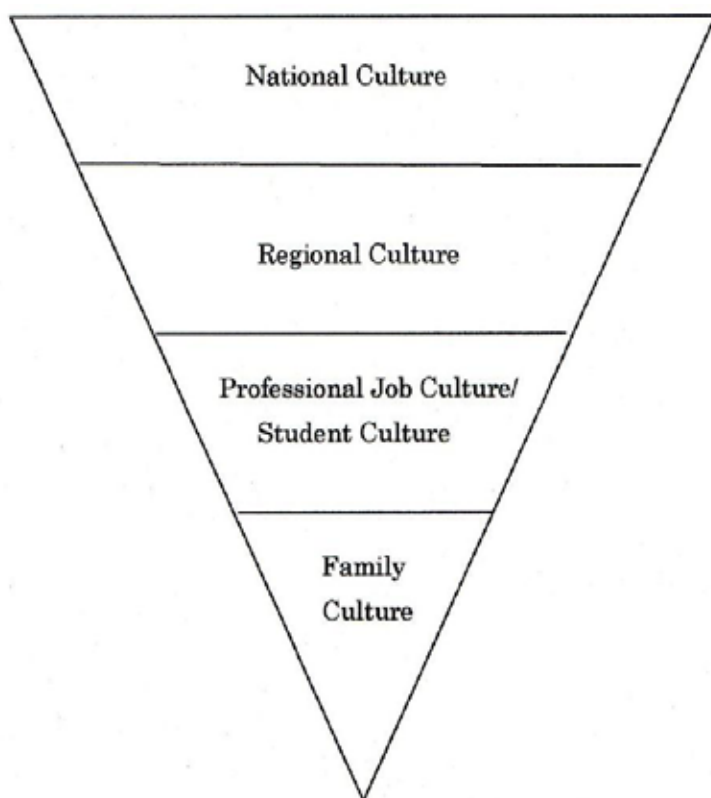 National Culture
Regional Culture
Professional Job Culture/
Student Culture
Family
Culture